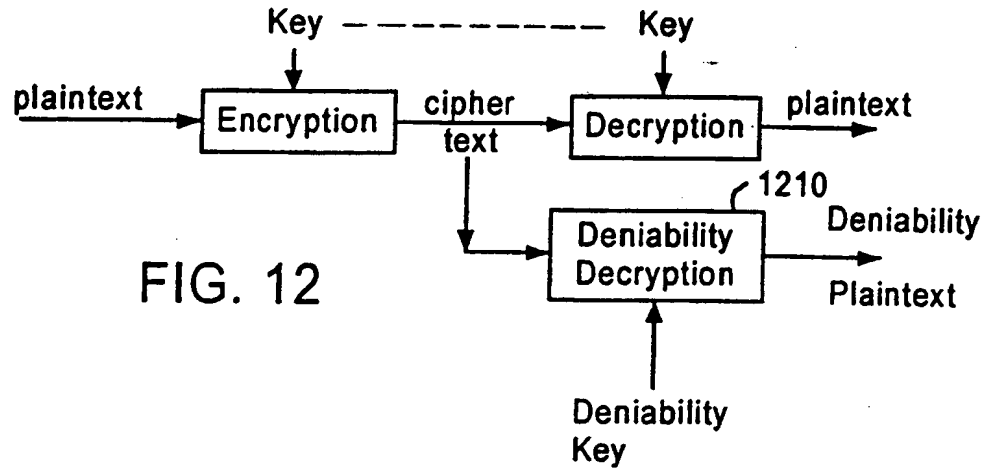 Key Key
plaintext
Encryption
cipher
text
Decryption
plaintext
1210
Deniability
Decryption
Deniability
Plaintext
FIG. 12
Deniability
Key